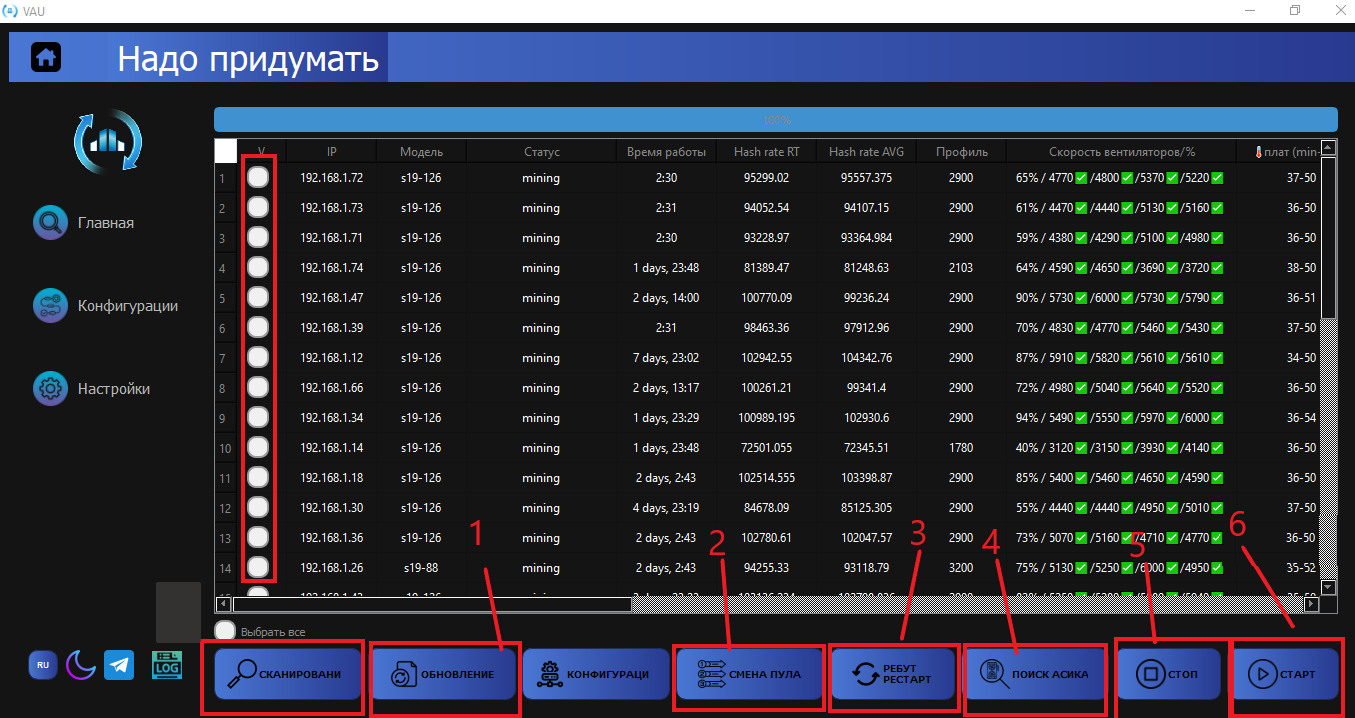 VAU
Надо придумать
100%
V IP Модель Статус Время работы Hash rate RT Hash rate AVG Профиль Скорость вентиляторов/% плат (min-
1 192.168.1.72 s19-126 mining 2:30 95299.02 95557.375 2900 65% / 4770 ✅/4800 ✅/5370 ✅/5220 ✅ 37-50
2 192.168.1.73 s19-126 mining 2:31 94052.54 94107.15 2900 61% / 4470 ✅/4440 ✅/5130 ✅/5160 ✅ 36-50
3 192.168.1.71 s19-126 mining 2:30 93228.97 93364.984 2900 59% / 4380 ✅/4290 ✅/5100 ✅/4980 ✅ 36-50
4 192.168.1.74 s19-126 mining 1 days, 23:48 81389.47 81248.63 2103 64% / 4590 ✅/4650 ✅/3690 ✅/3720 ✅ 38-50
5 192.168.1.47 s19-126 mining 2 days, 14:00 100770.09 99236.24 2900 90% / 5730 ✅/6000 ✅/5730 ✅/5790 ✅ 36-51
6 192.168.1.39 s19-126 mining 2:31 98463.36 97912.96 2900 70% / 4830 ✅/4770 ✅/5460 ✅/5430 ✅ 37-50
7 192.168.1.12 s19-126 mining 7 days, 23:02 102942.55 104342.76 2900 87% / 5910 ✅/5820 ✅/5610 ✅/5610 ✅ 34-50
8 192.168.1.66 s19-126 mining 2 days, 13:17 100261.21 99341.4 2900 72% / 4980 ✅/5040 ✅/5640 ✅/5520 ✅ 36-50
9 192.168.1.34 s19-126 mining 1 days, 23:29 100989.195 102930.6 2900 94% / 5490 ✅/5550 ✅/5970 ✅/6000 ✅ 36-54
10 192.168.1.14 s19-126 mining 1 days, 23:48 72501.055 72345.51 1780 40% / 3120 ✅/3150 ✅/3930 ✅/4140 ✅ 36-50
11 192.168.1.18 s19-126 mining 2 days, 2:43 102514.555 103398.87 2900 85% / 5400 ✅/5460 ✅/4650 ✅/4590 ✅ 36-50
12 192.168.1.30 s19-126 mining 4 days, 23:19 84678.09 85125.305 2900 55% / 4440 ✅/4440 ✅/4950 ✅/5010 ✅ 37-50
13 192.168.1.36 s19-126 mining 2 days, 2:43 102780.61 102047.57 2900 73% / 5070 ✅/5160 ✅/4710 ✅/4770 ✅ 36-50
14 192.168.1.26 s19-88 mining 2 days, 2:43 94255.33 93118.79 3200 75% / 5130 ✅/5250 ✅/6000 ✅/4950 ✅ 35-52
Главная
Конфигурации
Настройки
1 2 3 4 5 6
Выбрать все
RU LOG
СКАНИРОВАНИ ОБНОВЛЕНИЕ КОНФИГУРАЦИ СМЕНА ПУЛА РЕБУТ
РЕСТАРТ ПОИСК АСИКА СТОП СТАРТ